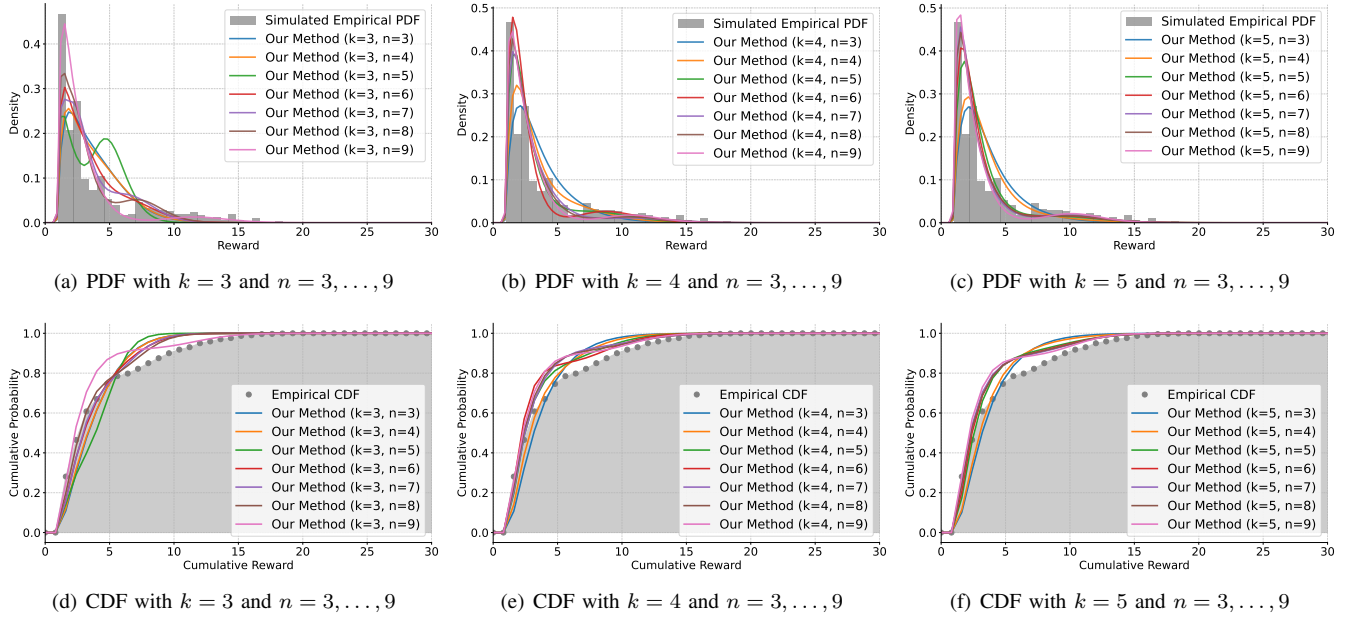 0.0
0.1
0.2
0.3
0.4
Density
0
5
10
15
20
25
30
Reward
Simulated Empirical PDF
Our Method (k=3, n=3)
Our Method (k=3, n=4)
Our Method (k=3, n=5)
Our Method (k=3, n=6)
Our Method (k=3, n=7)
Our Method (k=3, n=8)
Our Method (k=3, n=9)
(a) PDF with k = 3 and n = 3, . . . , 9
0.0
0.1
0.2
0.3
0.4
0.5
Density
0
5
10
15
20
25
30
Reward
Simulated Empirical PDF
Our Method (k=4, n=3)
Our Method (k=4, n=4)
Our Method (k=4, n=5)
Our Method (k=4, n=6)
Our Method (k=4, n=7)
Our Method (k=4, n=8)
Our Method (k=4, n=9)
(b) PDF with k = 4 and n = 3, . . . , 9
0.0
0.1
0.2
0.3
0.4
0.5
Density
0
5
10
15
20
25
30
Reward
Simulated Empirical PDF
Our Method (k=5, n=3)
Our Method (k=5, n=4)
Our Method (k=5, n=5)
Our Method (k=5, n=6)
Our Method (k=5, n=7)
Our Method (k=5, n=8)
Our Method (k=5, n=9)
(c) PDF with k = 5 and n = 3, . . . , 9
0.0
0.2
0.4
0.6
0.8
1.0
Cumulative Probability
0
5
10
15
20
25
30
Cumulative Reward
Empirical CDF
Our Method (k=3, n=3)
Our Method (k=3, n=4)
Our Method (k=3, n=5)
Our Method (k=3, n=6)
Our Method (k=3, n=7)
Our Method (k=3, n=8)
Our Method (k=3, n=9)
(d) CDF with k = 3 and n = 3, . . . , 9
0.0
0.2
0.4
0.6
0.8
1.0
Cumulative Probability
0
5
10
15
20
25
30
Cumulative Reward
Empirical CDF
Our Method (k=4, n=3)
Our Method (k=4, n=4)
Our Method (k=4, n=5)
Our Method (k=4, n=6)
Our Method (k=4, n=7)
Our Method (k=4, n=8)
Our Method (k=4, n=9)
(e) CDF with k = 4 and n = 3, . . . , 9
0.0
0.2
0.4
0.6
0.8
1.0
Cumulative Probability
0
5
10
15
20
25
30
Cumulative Reward
Empirical CDF
Our Method (k=5, n=3)
Our Method (k=5, n=4)
Our Method (k=5, n=5)
Our Method (k=5, n=6)
Our Method (k=5, n=7)
Our Method (k=5, n=8)
Our Method (k=5, n=9)
(f) CDF with k = 5 and n = 3, . . . , 9